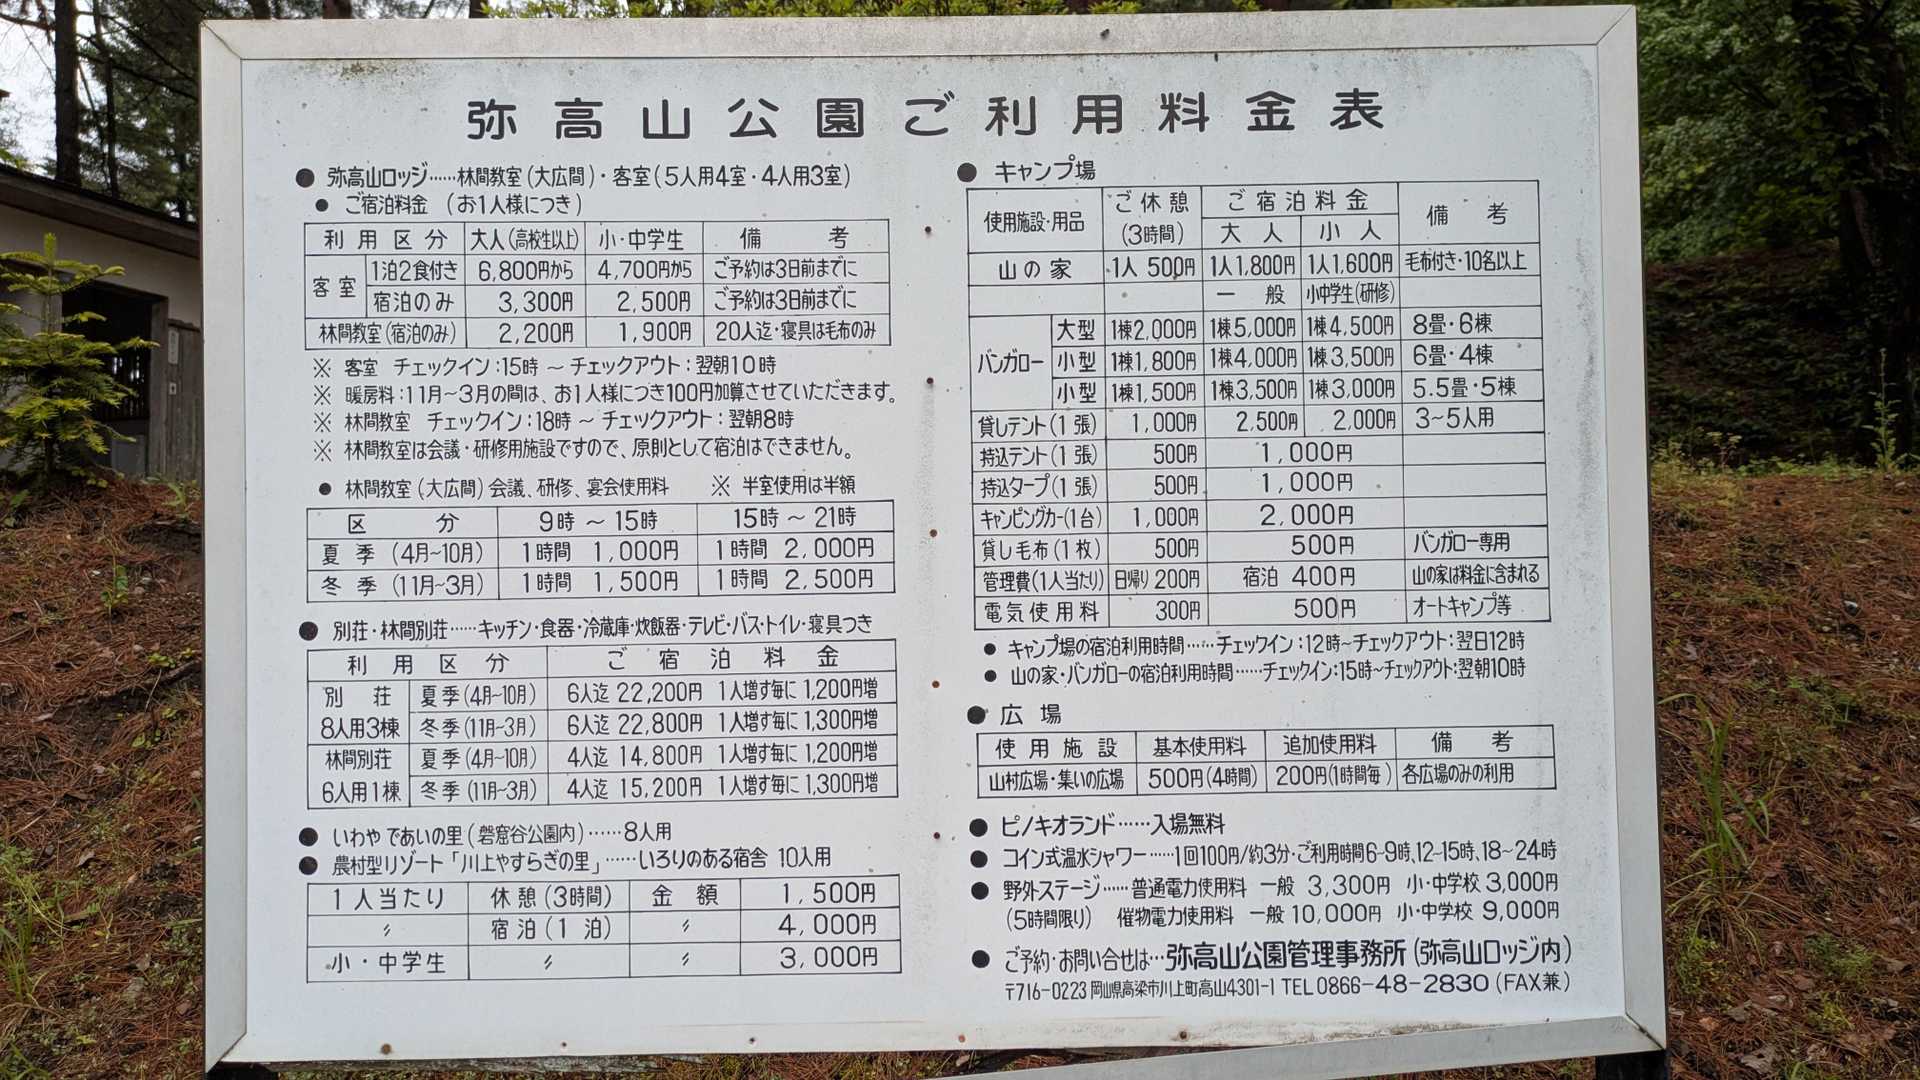 弥高山公園ご利用料金表
● 弥高山ロッジ……林間教室(大広間)・客室(5人用4室・4人用3室)
● ご宿泊料金 (お1人様につき)
利用区分 大人(高校生以上) 小・中学生 備考
客室 1泊2食付き 6,800円から 4,700円から ご予約は3日前までに
宿泊のみ 3,300円 2,500円 ご予約は3日前までに
林間教室(宿泊のみ) 2,200円 1,900円 20人迄・寝具は毛布のみ
※ 客室 チェックイン:15時 ～ チェックアウト:翌朝10時
※ 暖房料:11月～3月の間は、お1人様につき100円加算させていただきます。
※ 林間教室 チェックイン:18時 ～ チェックアウト:翌朝8時
※ 林間教室は会議・研修用施設ですので、原則として宿泊はできません。
● 林間教室(大広間)会議、研修、宴会使用料 ※ 半室使用は半額
区分 9時 ～ 15時 15時 ～ 21時
夏季 (4月～10月) 1時間 1,000円 1時間 2,000円
冬季 (11月～3月) 1時間 1,500円 1時間 2,500円
● 別荘・林間別荘……キッチン・食器・冷蔵庫・炊飯器・テレビ・バス・トイレ・寝具つき
利用区分 ご宿泊料金
別荘 夏季(4月～10月) 6人迄 22,200円 1人増す毎に 1,200円増
8人用3棟 冬季(11月～3月) 6人迄 22,800円 1人増す毎に 1,300円増
林間別荘 夏季(4月～10月) 4人迄 14,800円 1人増す毎に 1,200円増
6人用1棟 冬季(11月～3月) 4人迄 15,200円 1人増す毎に 1,300円増
● いわや であいの里(磐窟谷公園内)……8人用
● 農村型リゾート「川上やすらぎの里」……いろりのある宿舎 10人用
1人当たり 休憩(3時間) 金額 1,500円
〃 宿泊(1 泊) 〃 4,000円
小・中学生 〃 〃 3,000円
● キャンプ場
使用施設・用品 ご休憩(3時間) ご宿泊料金 備考
大人 小人
山の家 1人 500円 1人1,800円 1人1,600円 毛布付き・10名以上
一般 小中学生(研修)
バンガロー 大型 1棟2,000円 1棟5,000円 1棟4,500円 8畳・6棟
小型 1棟1,800円 1棟4,000円 1棟3,500円 6畳・4棟
小型 1棟1,500円 1棟3,500円 1棟3,000円 5.5畳・5棟
貸しテント(1張) 1,000円 2,500円 2,000円 3～5人用
持込テント(1張) 500円 1,000円
持込タープ(1張) 500円 1,000円
キャンピングカー(1台) 1,000円 2,000円
貸し毛布(1枚) 500円 500円 バンガロー専用
管理費(1人当たり) 日帰り 200円 宿泊 400円 山の家は料金に含まれる
電気使用料 300円 500円 オートキャンプ等
● キャンプ場の宿泊利用時間……チェックイン:12時～チェックアウト:翌日12時
● 山の家・バンガローの宿泊利用時間……チェックイン:15時～チェックアウト:翌朝10時
● 広場
使用施設 基本使用料 追加使用料 備考
山村広場・集いの広場 500円(4時間) 200円(1時間毎) 各広場のみの利用
● ピノキオランド……入場無料
● コイン式温水シャワー……1回100円/約3分・ご利用時間6～9時、12～15時、18～24時
● 野外ステージ……普通電力使用料 一般 3,300円 小・中学校 3,000円
(5時間限り) 催物電力使用料 一般 10,000円 小・中学校 9,000円
● ご予約・お問い合せは…弥高山公園管理事務所(弥高山ロッジ内)
〒716-0223 岡山県高梁市川上町高山4301-1 TEL 0866-48-2830 (FAX兼)